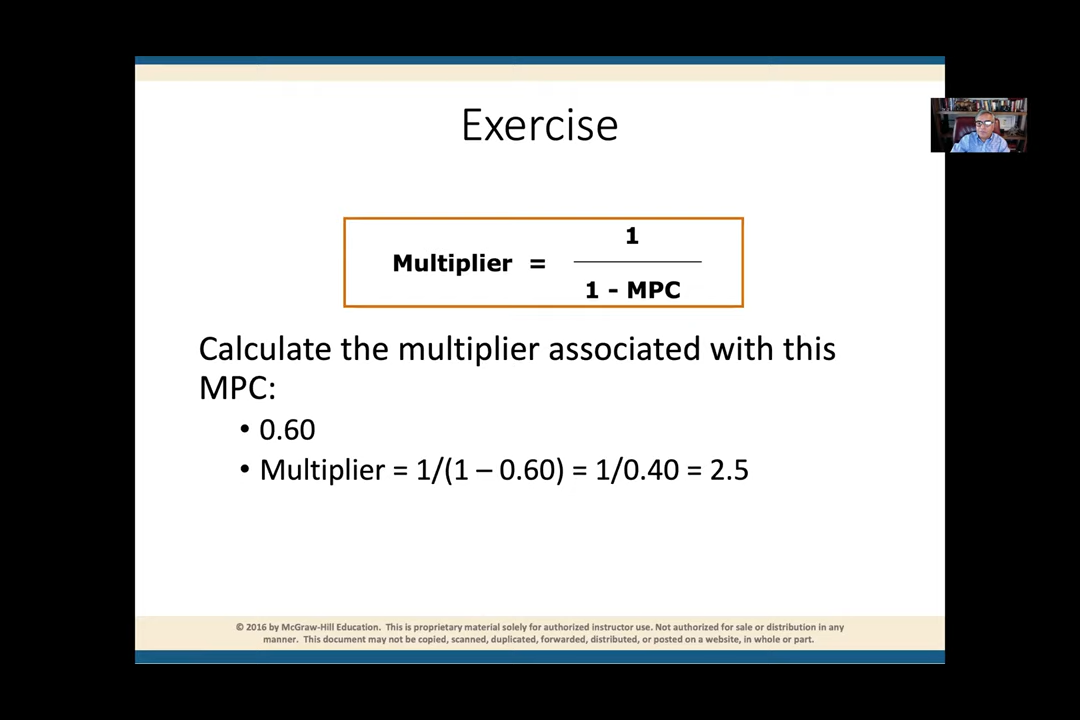 Exercise
1
Multiplier =
1 - MPC
Calculate the multiplier associated with this
MPC:
• 0.60
• Multiplier = 1/(1 – 0.60) = 1/0.40 = 2.5
© 2016 by McGraw-Hill Education. This is proprietary material solely for authorized instructor use. Not authorized for sale or distribution in any
manner. This document may not be copied, scanned, duplicated, forwarded, distributed, or posted on a website, in whole or part.